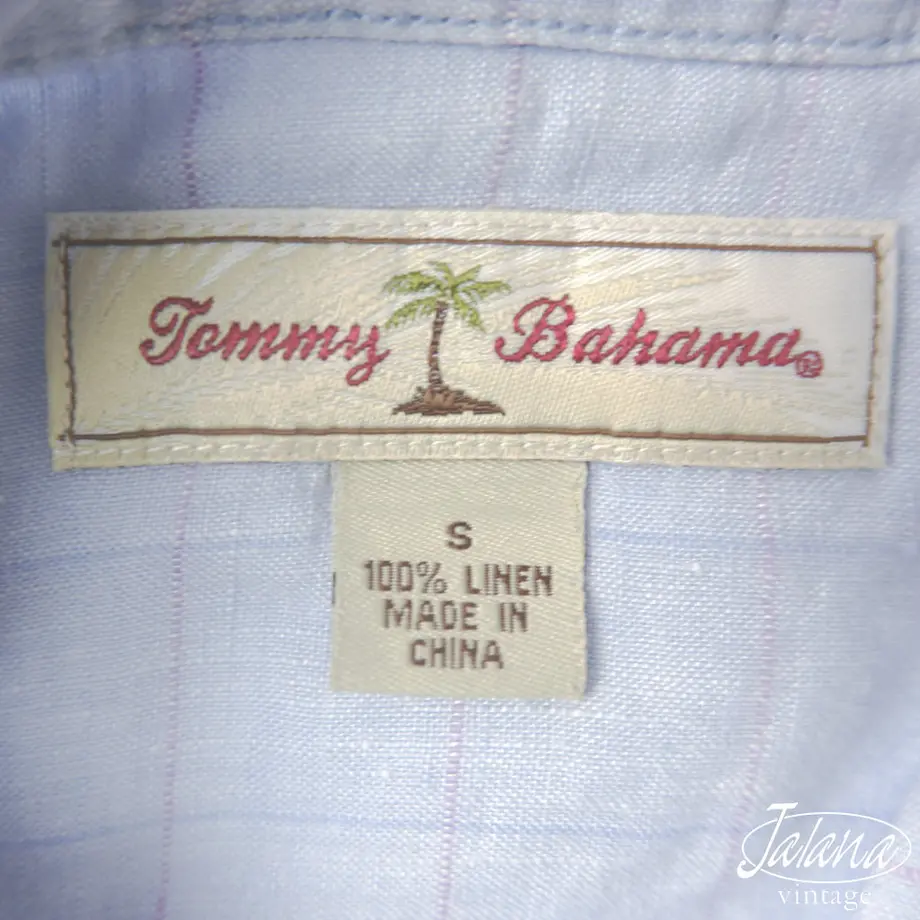 Tommy Bahama®
S
100% LINEN
MADE IN
CHINA
Jalana
vintage